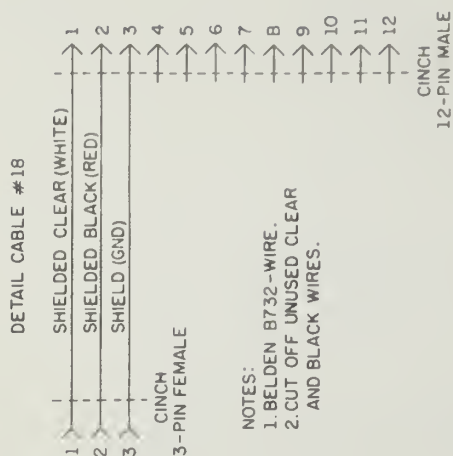 DETAIL CABLE #18
1 SHIELDED CLEAR (WHITE) 1
2 SHIELDED BLACK (RED) 2
3 SHIELD (GND) 3
4
5
6
7
8
9
10
11
12
CINCH
3-PIN FEMALE
CINCH
12-PIN MALE
NOTES:
1. BELDEN 8732-WIRE.
2. CUT OFF UNUSED CLEAR
AND BLACK WIRES.